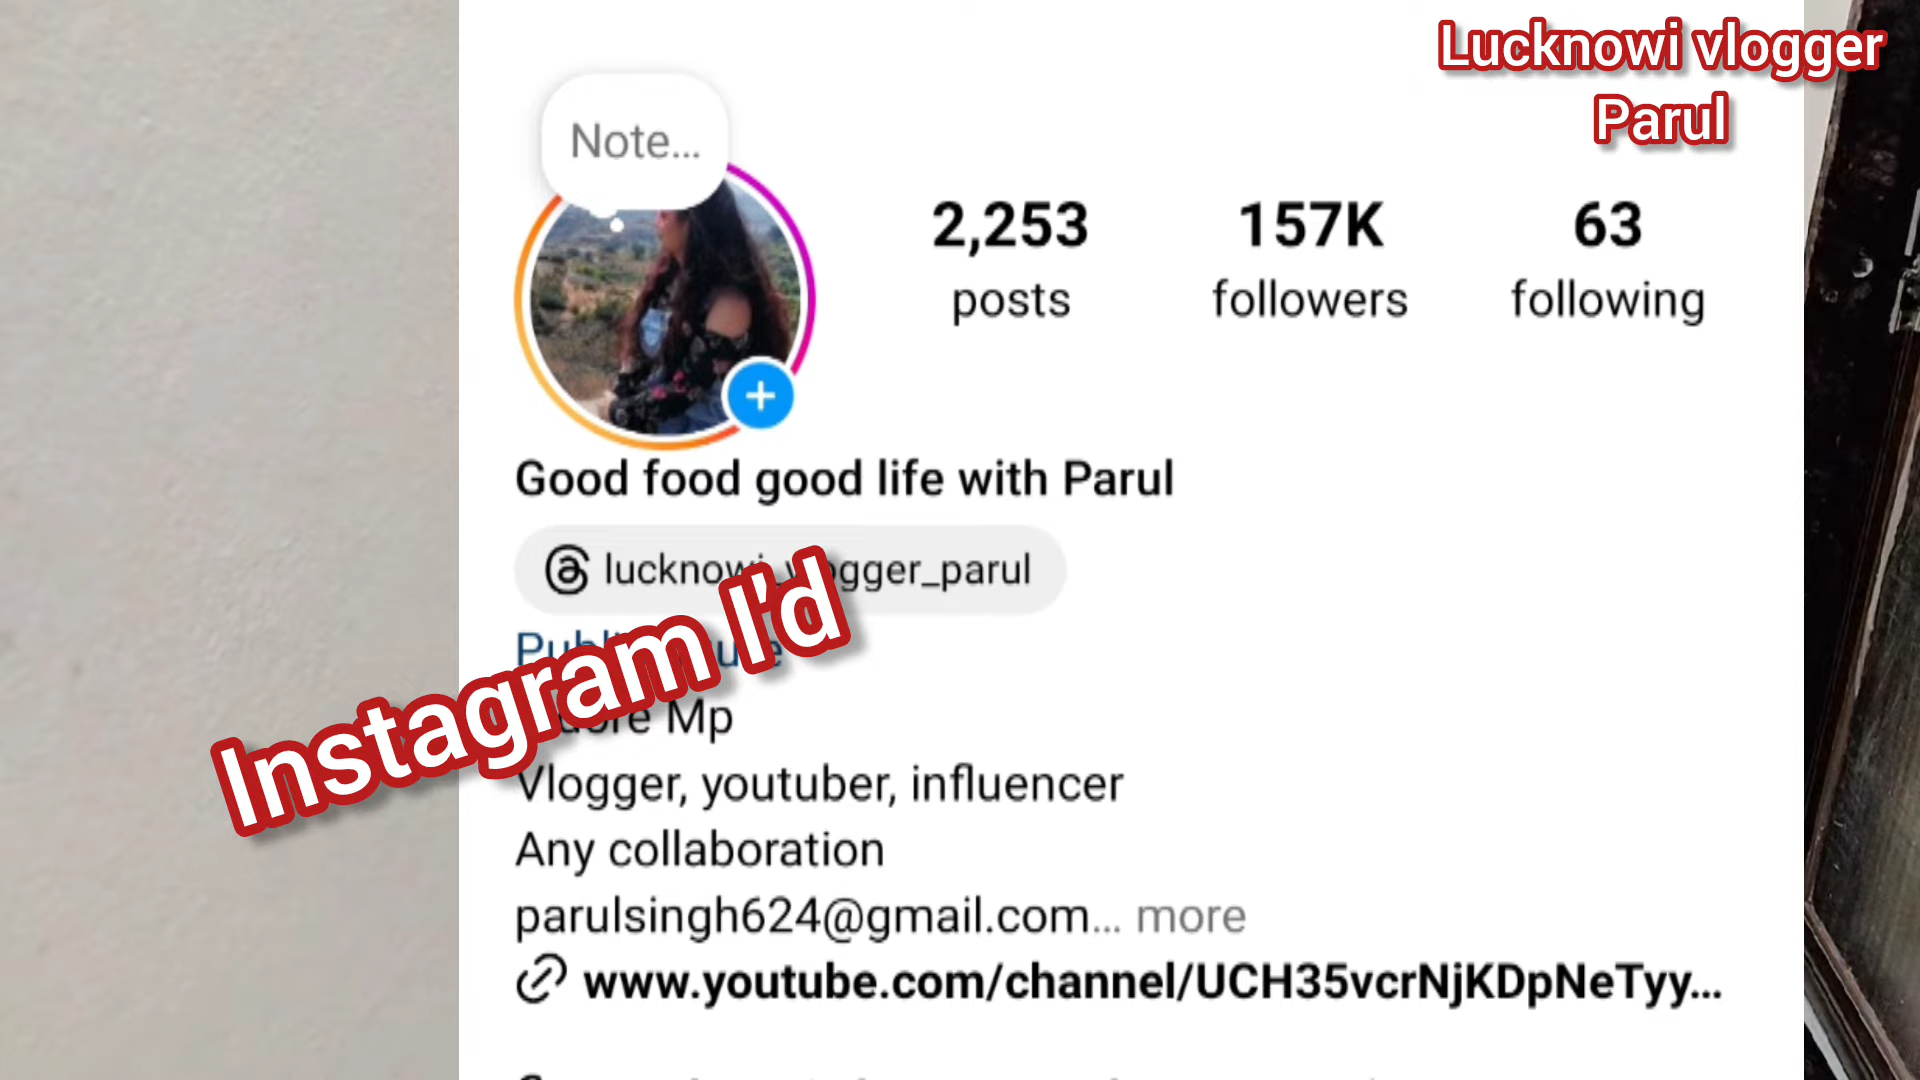 Lucknowi vlogger
Parul
Note...
2,253
posts
157K
followers
63
following
Good food good life with Parul
lucknowi_vlogger_parul
Instagram I'd
Mp
Vlogger, youtuber, influencer
Any collaboration
parulsingh624@gmail.com... more
www.youtube.com/channel/UCH35vcrNjKDpNeTyy...